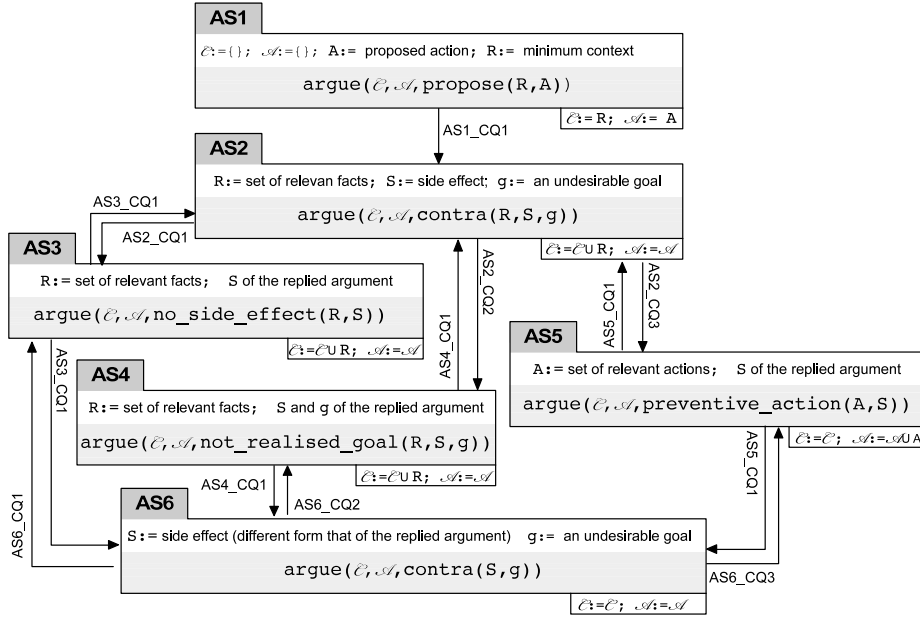 AS1
𝒞:={}; 𝒜:={}; A:= proposed action; R:= minimum context
argue(𝒞,𝒜,propose(R,A))
𝒞:=R; 𝒜:= A
AS1_CQ1
AS2
R:= set of relevan facts; S:= side effect; g:= an undesirable goal
argue(𝒞,𝒜,contra(R,S,g))
𝒞:=𝒞∪R; 𝒜:=𝒜
AS3_CQ1
AS2_CQ1
AS3
R:= set of relevant facts; S of the replied argument
argue(𝒞,𝒜,no_side_effect(R,S))
𝒞:=𝒞∪R; 𝒜:=𝒜
AS4_CQ1
AS2_CQ2
AS5_CQ1
AS2_CQ3
AS5
A:= set of relevant actions; S of the replied argument
argue(𝒞,𝒜,preventive_action(A,S))
𝒞:=𝒞; 𝒜:=𝒜∪A
AS3_CQ1
AS4
R:= set of relevant facts; S and g of the replied argument
argue(𝒞,𝒜,not_realised_goal(R,S,g))
𝒞:=𝒞∪R; 𝒜:=𝒜
AS6_CQ1
AS4_CQ1
AS6_CQ2
AS5_CQ1
AS6
S:= side effect (different form that of the replied argument) g:= an undesirable goal
argue(𝒞,𝒜,contra(S,g))
𝒞:=𝒞; 𝒜:=𝒜
AS6_CQ3